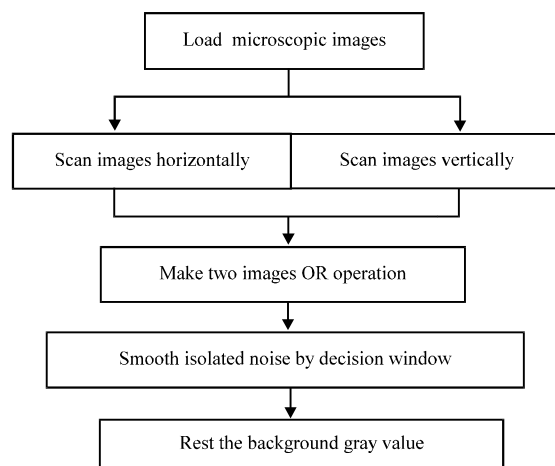 Load microscopic images
Scan images horizontally
Scan images vertically
Make two images OR operation
Smooth isolated noise by decision window
Rest the background gray value